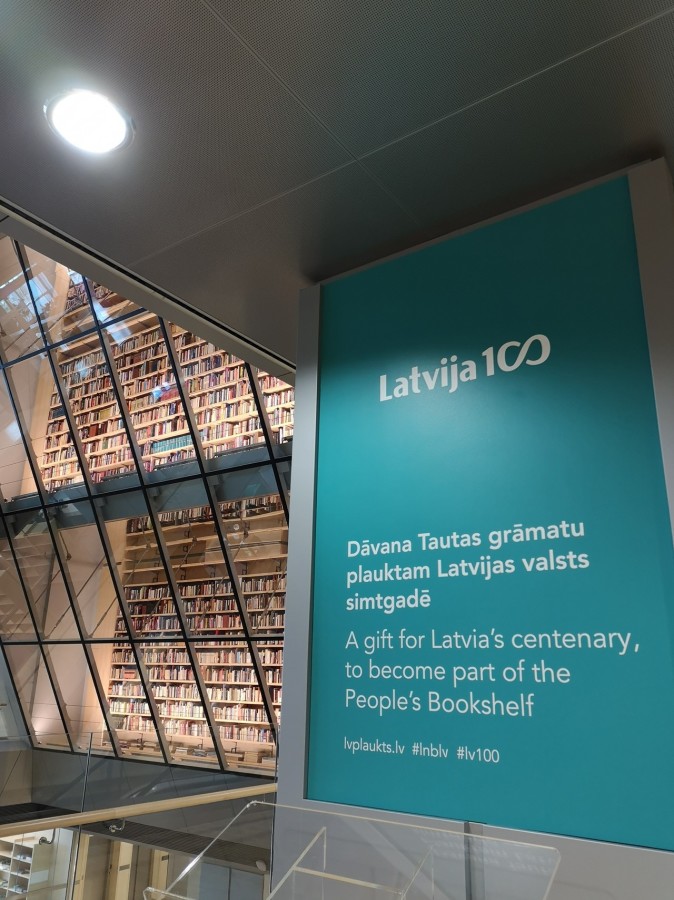 Latvija 100
Dāvana Tautas grāmatu
plauktam Latvijas valsts
simtgadē
A gift for Latvia's centenary,
to become part of the
People's Bookshelf
lvplaukts.lv #lnblv #lv100